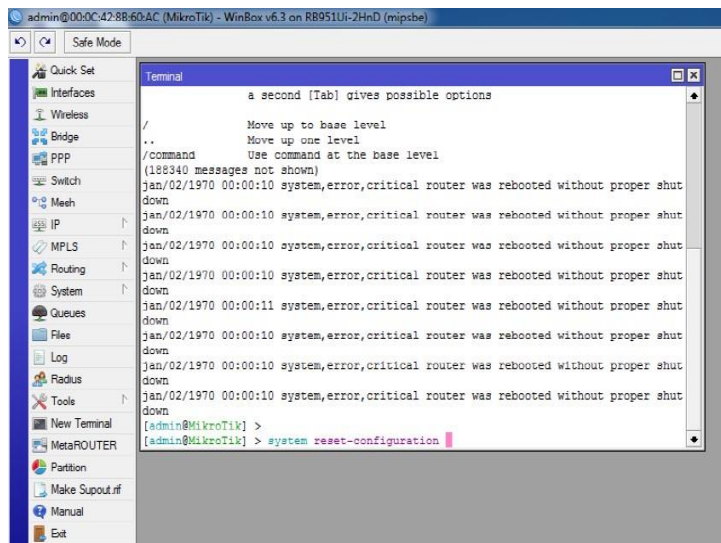 admin@00:0C:42:8B:60:AC (MikroTik) - WinBox v6.3 on RB951Ui-2HnD (mipsbe)
Safe Mode
Quick Set
Interfaces
Wireless
Bridge
PPP
Switch
Mesh
IP
MPLS
Routing
System
Queues
Files
Log
Radius
Tools
New Terminal
MetaROUTER
Partition
Make Supout.rif
Manual
Exit
Terminal
a second [Tab] gives possible options
/ Move up to base level
.. Move up one level
/command Use command at the base level
(188340 messages not shown)
jan/02/1970 00:00:10 system,error,critical router was rebooted without proper shut
down
jan/02/1970 00:00:10 system,error,critical router was rebooted without proper shut
down
jan/02/1970 00:00:10 system,error,critical router was rebooted without proper shut
down
jan/02/1970 00:00:10 system,error,critical router was rebooted without proper shut
down
jan/02/1970 00:00:11 system,error,critical router was rebooted without proper shut
down
jan/02/1970 00:00:10 system,error,critical router was rebooted without proper shut
down
jan/02/1970 00:00:10 system,error,critical router was rebooted without proper shut
down
jan/02/1970 00:00:10 system,error,critical router was rebooted without proper shut
down
[admin@MikroTik] >
[admin@MikroTik] > system reset-configuration